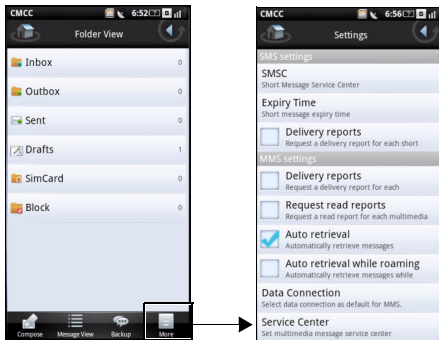 CMCC 6:52
Folder View
Inbox 0
Outbox 0
Sent 0
Drafts 1
SimCard 0
Block 0
Compose Message View Backup More
CMCC 6:56
Settings
SMS settings
SMSC
Short Message Service Center
Expiry Time
Short message expiry time
Delivery reports
Request a delivery report for each short
MMS settings
Delivery reports
Request a delivery report for each
Request read reports
Request a read report for each multimedia
Auto retrieval
Automatically retrieve messages
Auto retrieval while roaming
Automatically retrieve messages while
Data Connection
Select data connection as default for MMS.
Service Center
Set multimedia message service center